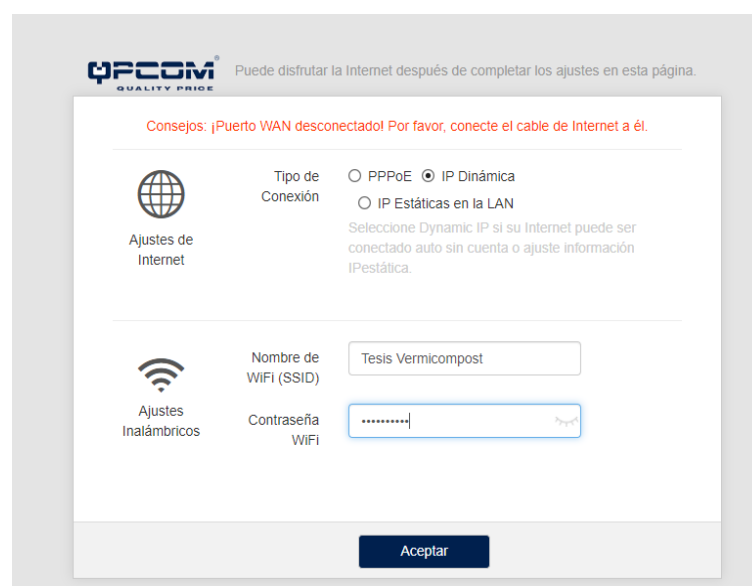 QPCOM®
QUALITY PRICE
Puede disfrutar la Internet después de completar los ajustes en esta página.
Consejos: ¡Puerto WAN desconectado! Por favor, conecte el cable de Internet a él.
Ajustes de
Internet
Tipo de
Conexión
PPPoE IP Dinámica
IP Estáticas en la LAN
Seleccione Dynamic IP si su Internet puede ser
conectado auto sin cuenta o ajuste información
IPestática.
Ajustes
Inalámbricos
Nombre de
WiFi (SSID)
Tesis Vermicompost
Contraseña
WiFi
••••••••••
Aceptar